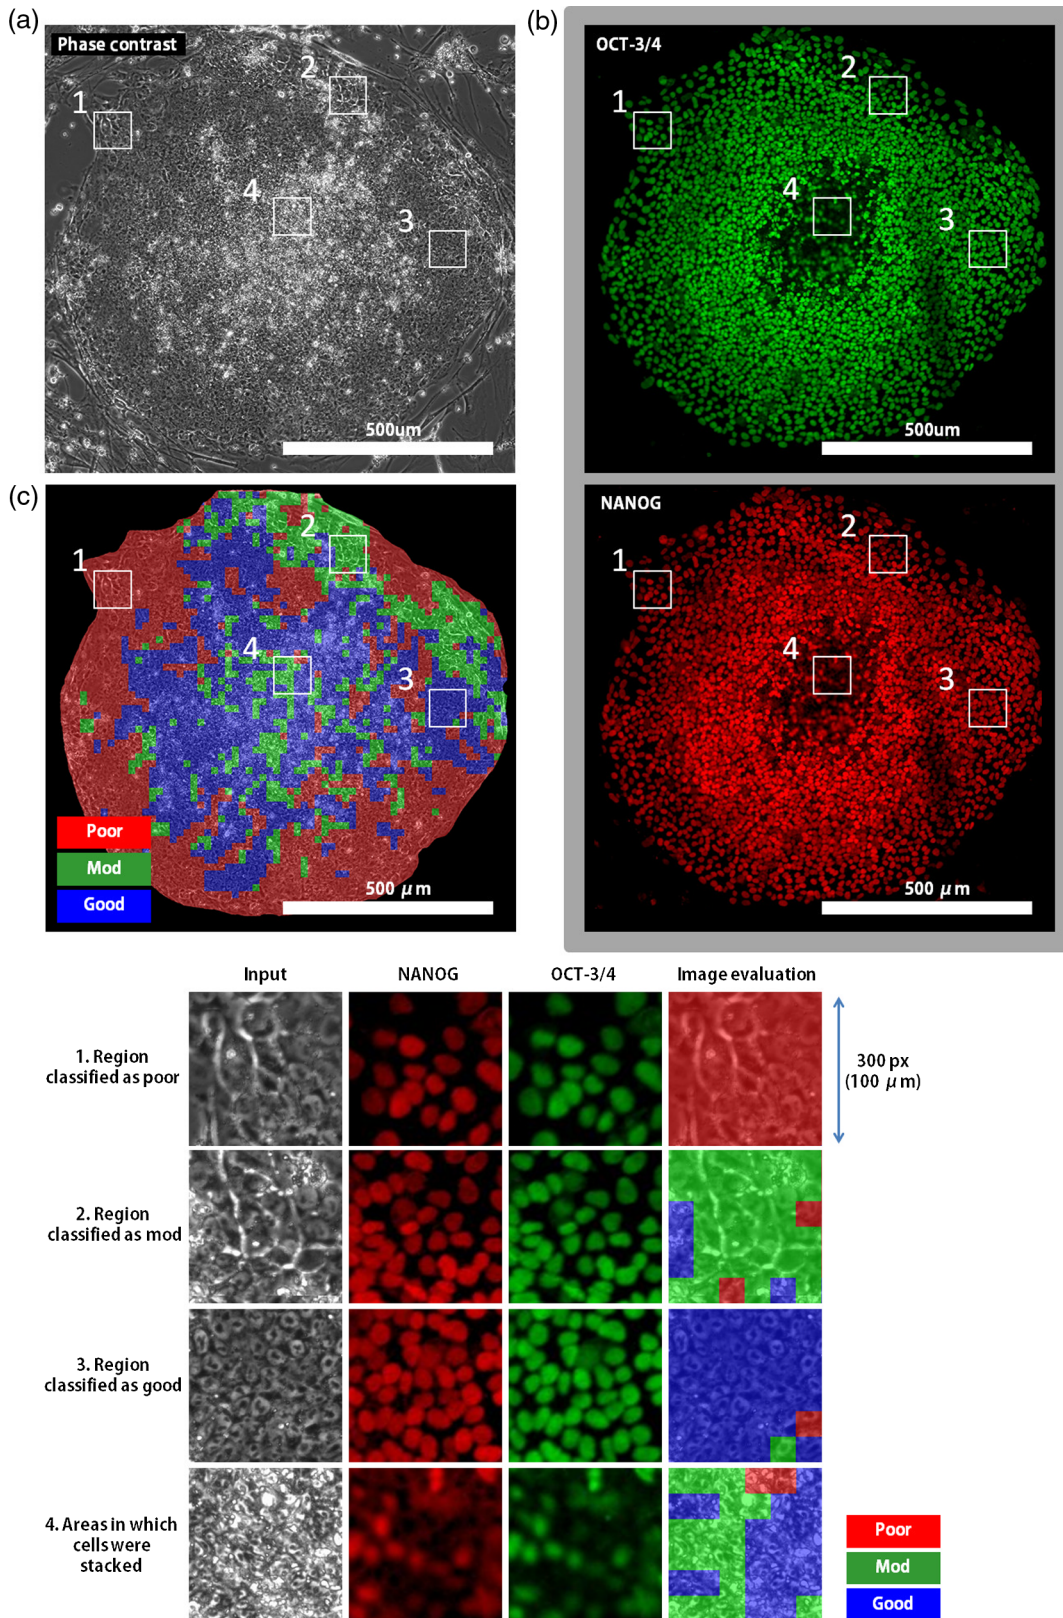 (a)
Phase contrast
1
2
3
4
500um
(b)
OCT-3/4
1
2
3
4
500um
(c)
1
2
3
4
Poor
Mod
Good
500 μm
NANOG
1
2
3
4
500 μm
Input
NANOG
OCT-3/4
Image evaluation
1. Region
classified as poor
300 px
(100 μm)
2. Region
classified as mod
3. Region
classified as good
4. Areas in which
cells were
stacked
Poor
Mod
Good